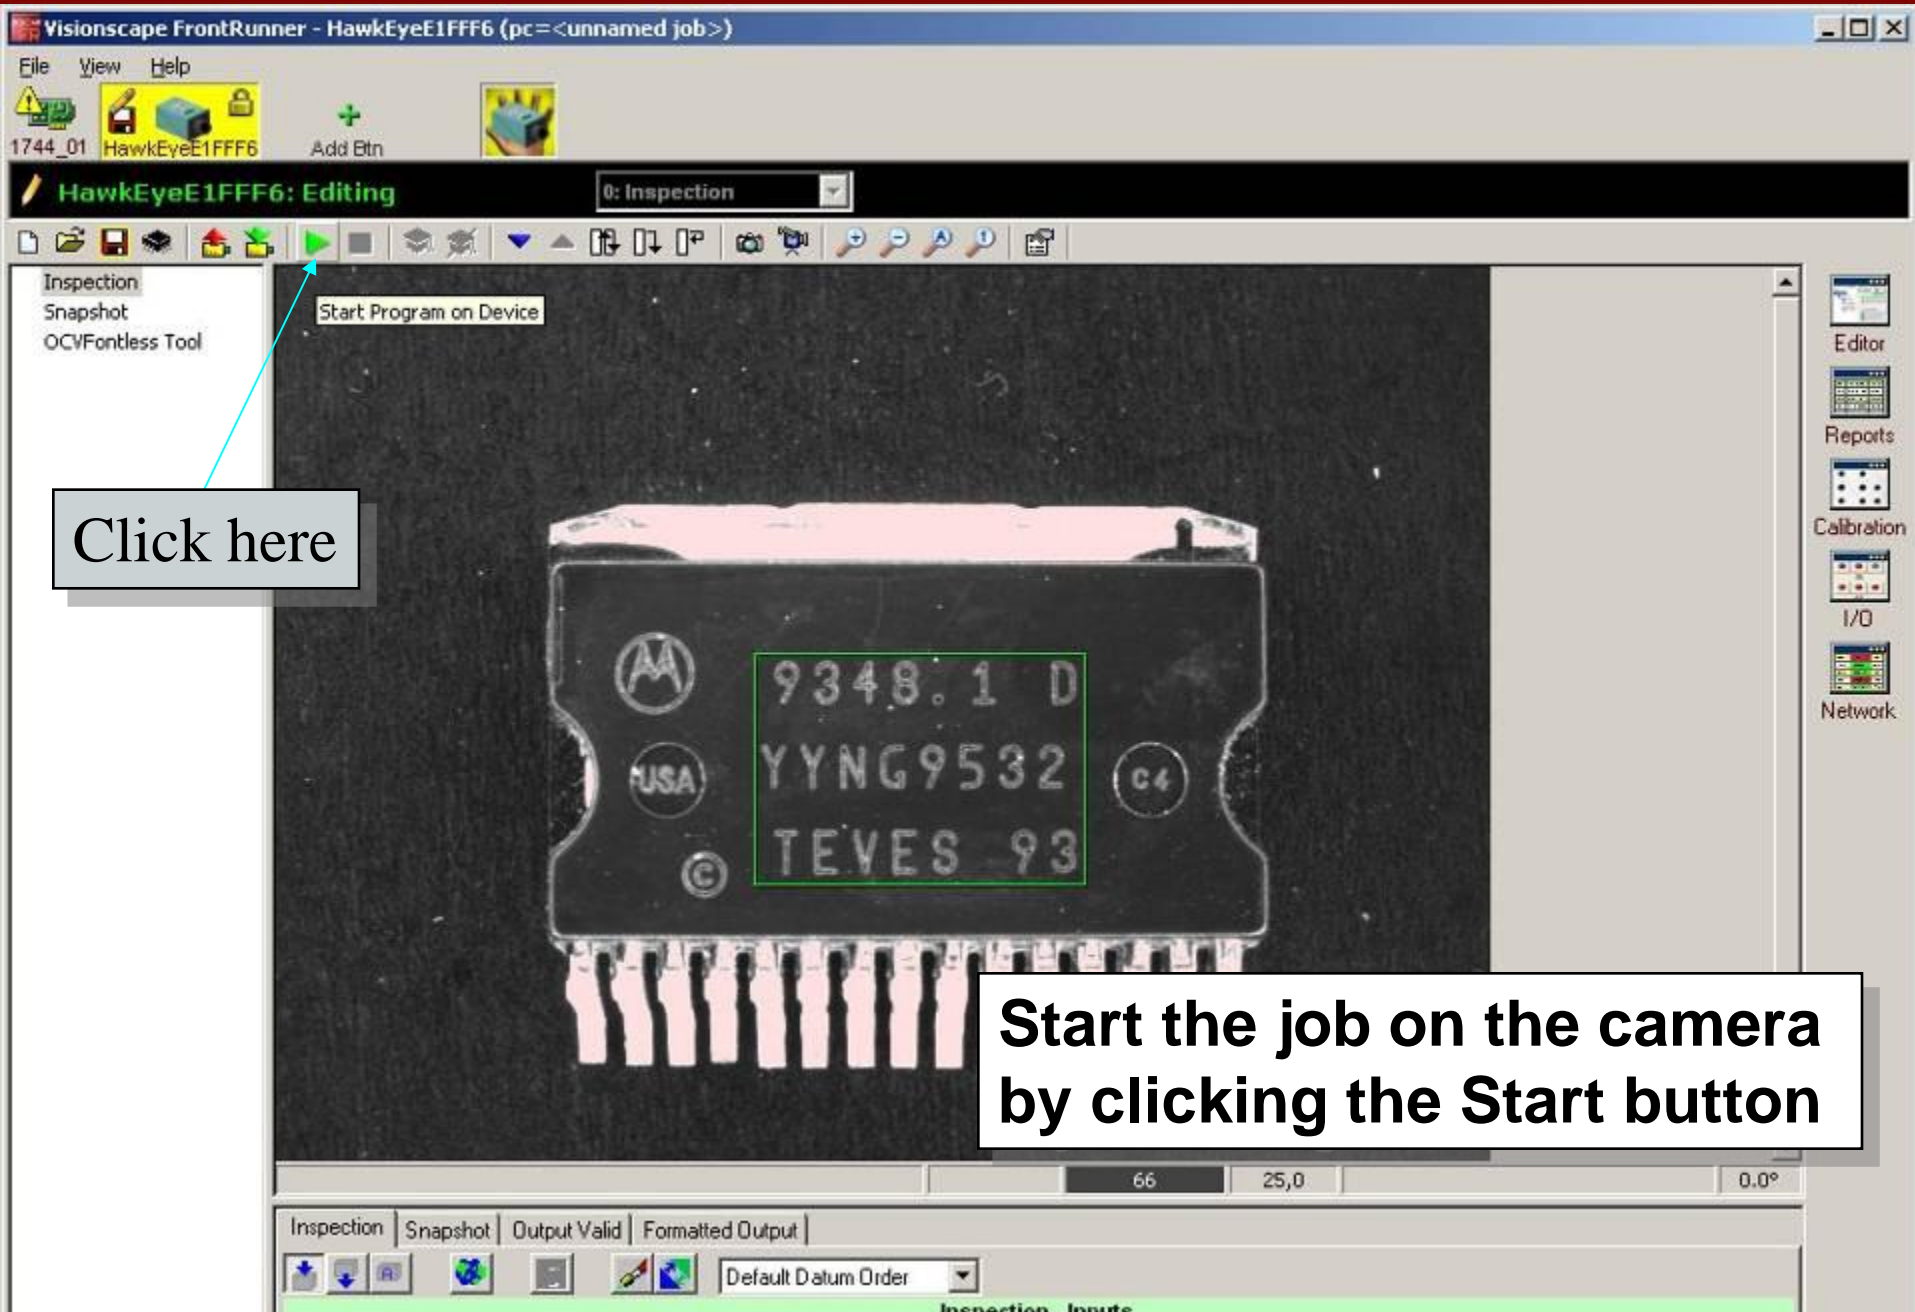 Visionscape FrontRunner - HawkEyeE1FFF6 (pc=<unnamed job>)
File View Help
1744_01 HawkEyeE1FFF6 Add Btn
HawkEyeE1FFF6: Editing 0: Inspection
Inspection
Snapshot
OCVFontless Tool
Start Program on Device
Click here
Editor
Reports
Calibration
I/O
Network
9348.1 D
YYNG9532
TEVES 93
USA
C4
©
Start the job on the camera
by clicking the Start button
66 25,0 0.0°
Inspection Snapshot Output Valid Formatted Output
Default Datum Order
Inspection Inputs